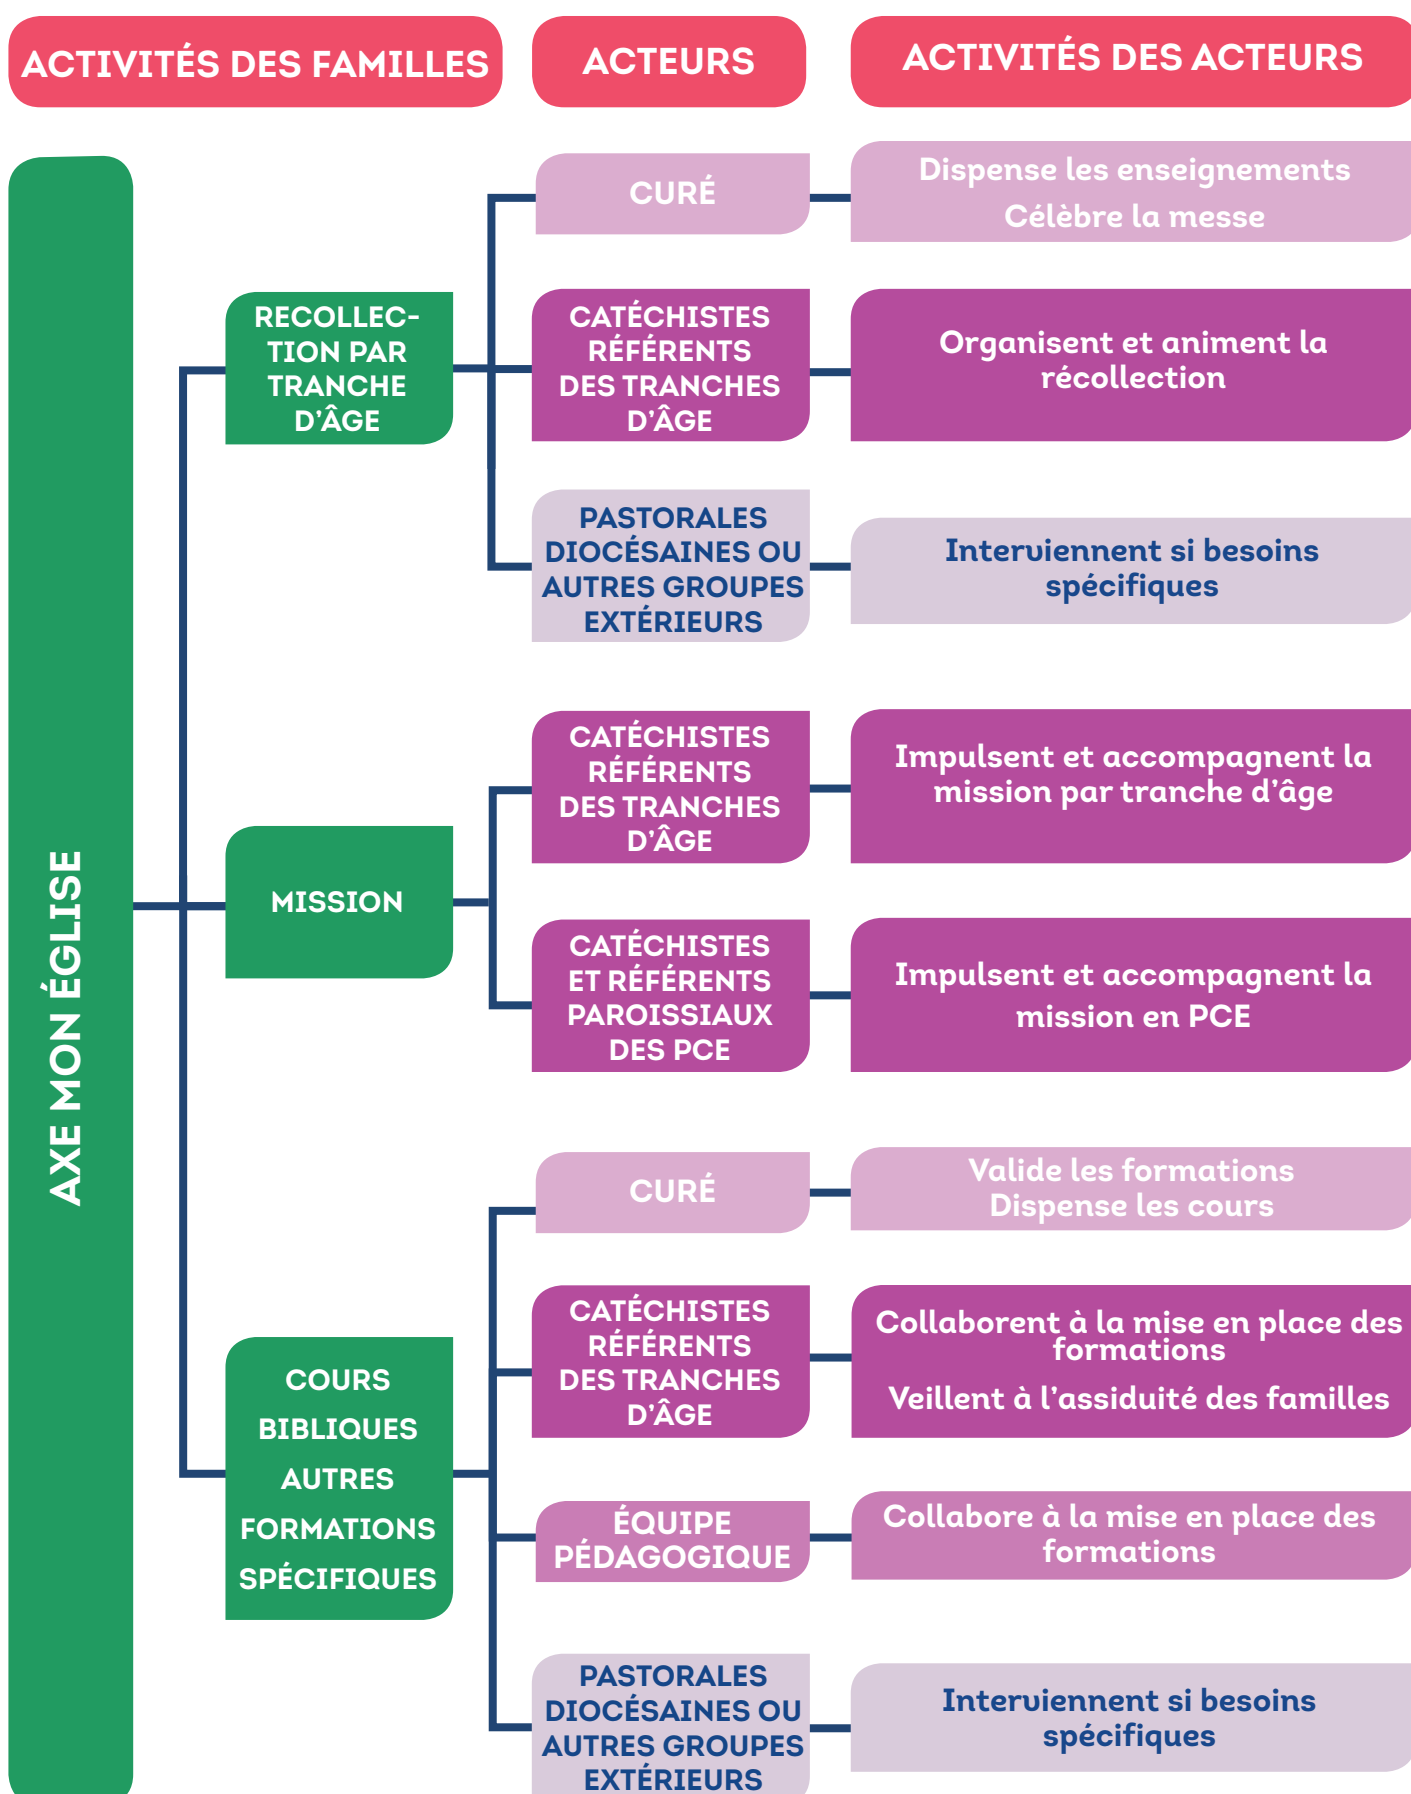 ACTIVITÉS DES FAMILLES
ACTEURS
ACTIVITÉS DES ACTEURS
AXE MON ÉGLISE
RECOLLEC-
TION PAR
TRANCHE
D'ÂGE
CURÉ
Dispense les enseignements
Célèbre la messe
CATÉCHISTES
RÉFÉRENTS
DES TRANCHES
D'ÂGE
Organisent et animent la
récollection
PASTORALES
DIOCÉSAINES OU
AUTRES GROUPES
EXTÉRIEURS
Interviennent si besoins
spécifiques
MISSION
CATÉCHISTES
RÉFÉRENTS
DES TRANCHES
D'ÂGE
Impulsent et accompagnent la
mission par tranche d'âge
CATÉCHISTES
ET RÉFÉRENTS
PAROISSIAUX
DES PCE
Impulsent et accompagnent la
mission en PCE
COURS
BIBLIQUES
AUTRES
FORMATIONS
SPÉCIFIQUES
CURÉ
Valide les formations
Dispense les cours
CATÉCHISTES
RÉFÉRENTS
DES TRANCHES
D'ÂGE
Collaborent à la mise en place des
formations
Veillent à l'assiduité des familles
ÉQUIPE
PÉDAGOGIQUE
Collabore à la mise en place des
formations
PASTORALES
DIOCÉSAINES OU
AUTRES GROUPES
EXTÉRIEURS
Interviennent si besoins
spécifiques